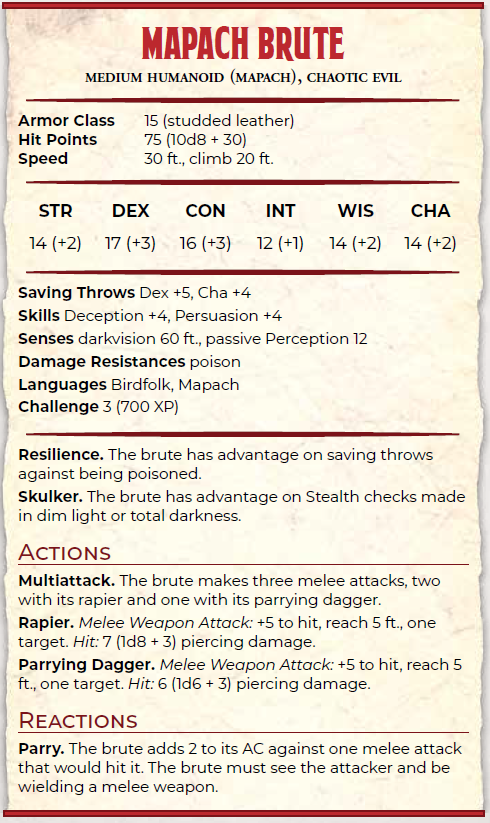 MAPACH BRUTE
MEDIUM HUMANOID (MAPACH), CHAOTIC EVIL
Armor Class 15 (studded leather)
Hit Points 75 (10d8 + 30)
Speed 30 ft., climb 20 ft.
STR DEX CON INT WIS CHA
14 (+2) 17 (+3) 16 (+3) 12 (+1) 14 (+2) 14 (+2)
Saving Throws Dex +5, Cha +4
Skills Deception +4, Persuasion +4
Senses darkvision 60 ft., passive Perception 12
Damage Resistances poison
Languages Birdfolk, Mapach
Challenge 3 (700 XP)
Resilience. The brute has advantage on saving throws
against being poisoned.
Skulker. The brute has advantage on Stealth checks made
in dim light or total darkness.
ACTIONS
Multiattack. The brute makes three melee attacks, two
with its rapier and one with its parrying dagger.
Rapier. Melee Weapon Attack: +5 to hit, reach 5 ft., one
target. Hit: 7 (1d8 + 3) piercing damage.
Parrying Dagger. Melee Weapon Attack: +5 to hit, reach 5
ft., one target. Hit: 6 (1d6 + 3) piercing damage.
REACTIONS
Parry. The brute adds 2 to its AC against one melee attack
that would hit it. The brute must see the attacker and be
wielding a melee weapon.